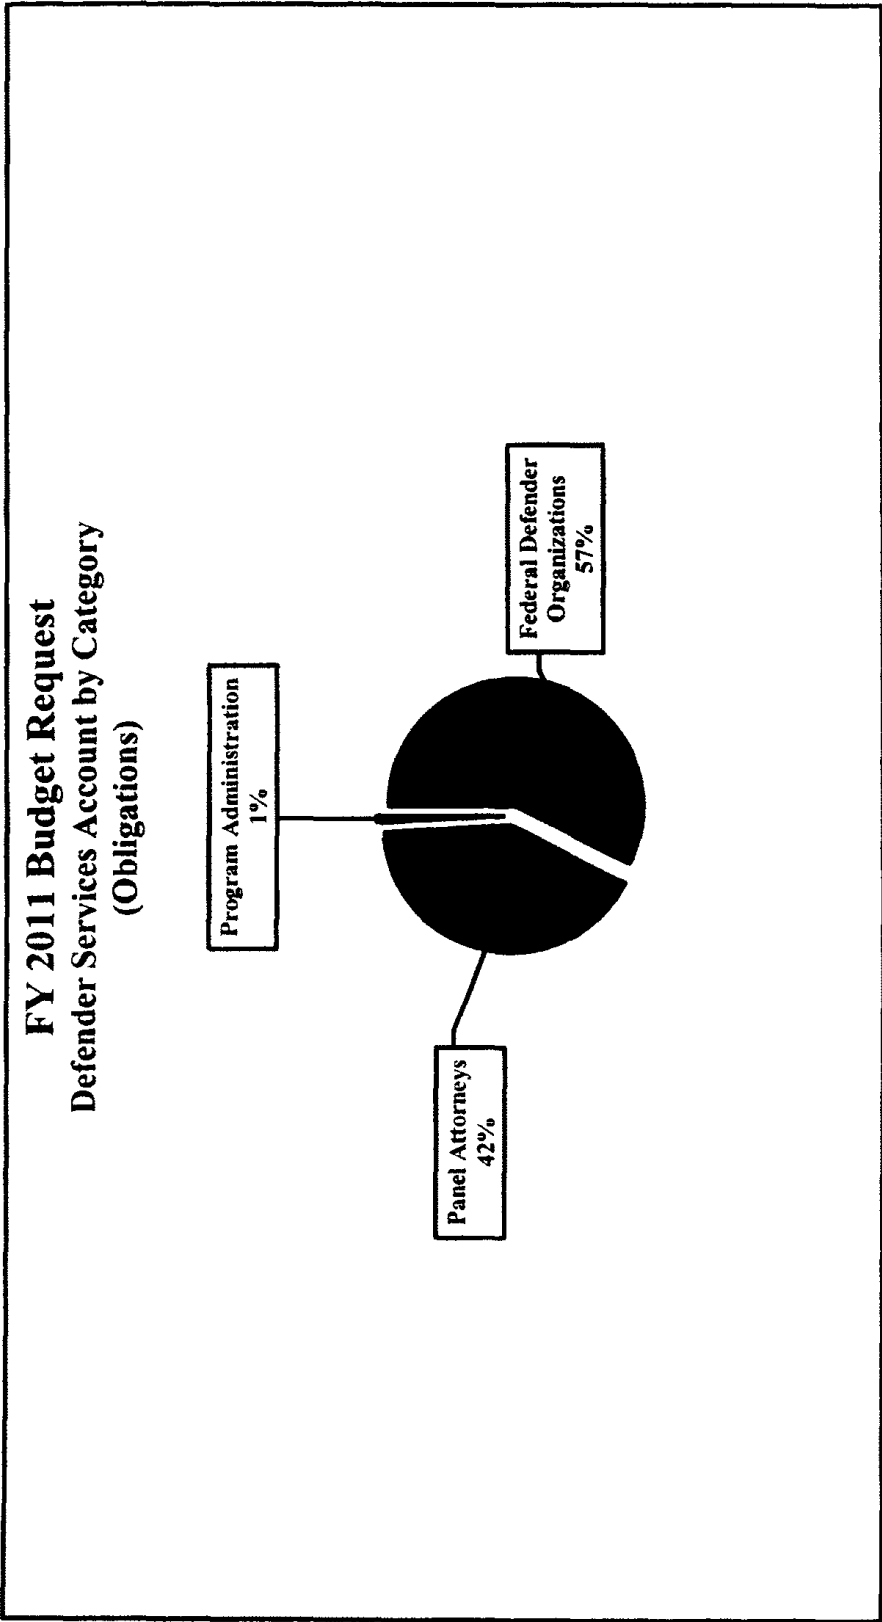 FY 2011 Budget Request
Defender Services Account by Category
(Obligations)
Program Administration
1%
Panel Attorneys
42%
Federal Defender
Organizations
57%